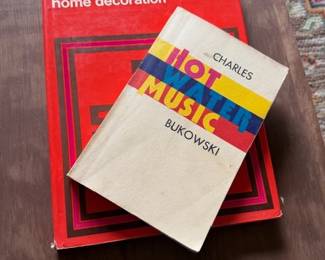 home decoration
CHARLES
HOT
WATER
MUSIC
BUKOWSKI